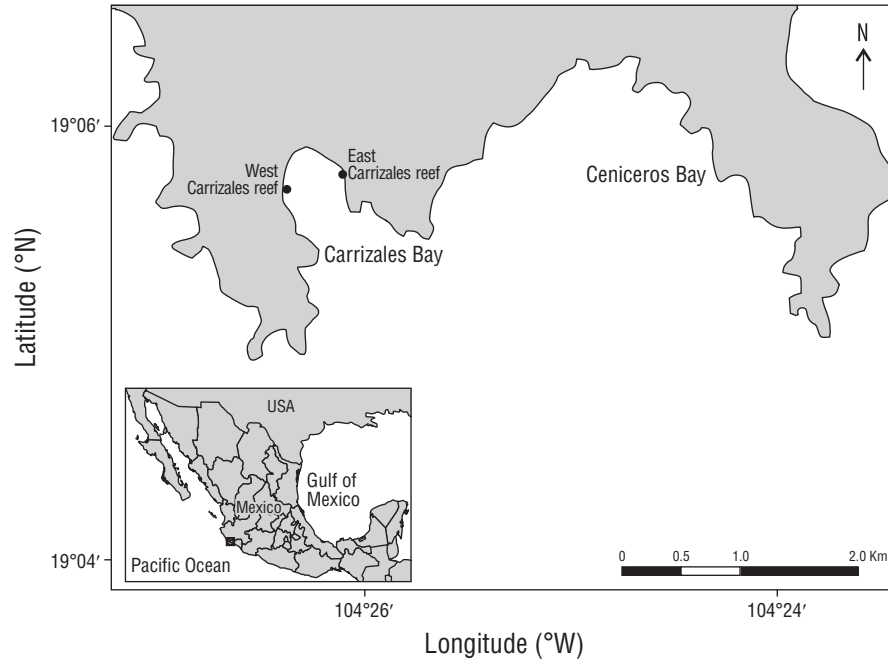 N
19°06′
West
Carrizales reef
East
Carrizales reef
Ceniceros Bay
Carrizales Bay
Latitude (°N)
USA
Gulf of
Mexico
Mexico
Pacific Ocean
19°04′
0 0.5 1.0 2.0 Km
104°26′ 104°24′
Longitude (°W)